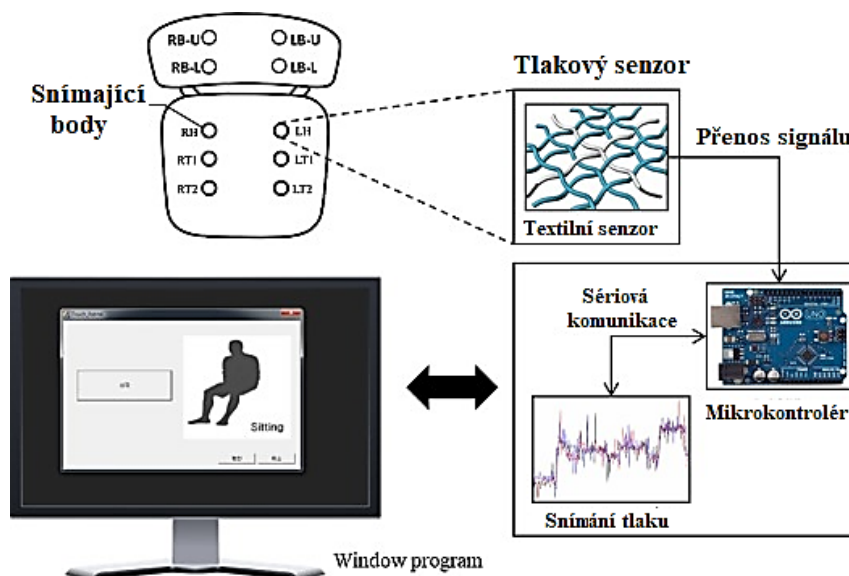 RB-U LB-U
RB-L LB-L
Snímající
body
RH LH
RT1 LT1
RT2 LT2
Tlakový senzor
Textilní senzor
Přenos signálu
Sériová
komunikace
UNO
Mikrokontrolér
Snímání tlaku
Sitting
Window program